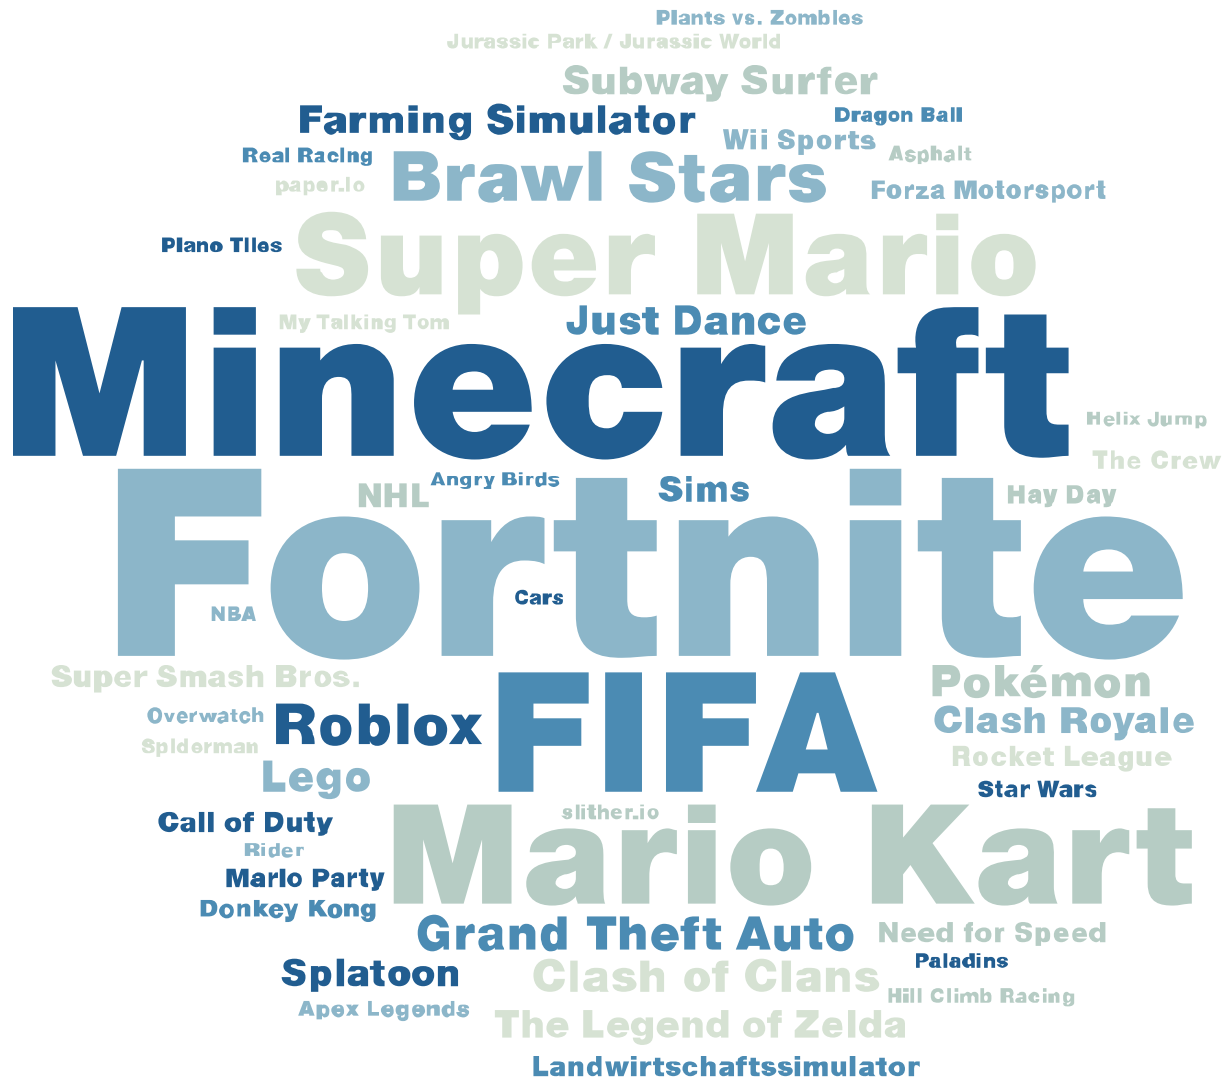 Plants vs. Zombies
Jurassic Park / Jurassic World
Subway Surfer
Farming Simulator
Dragon Ball
Wii Sports
Real Racing
Brawl Stars
Asphalt
paper.io
Forza Motorsport
Piano Tiles
Super Mario
My Talking Tom
Just Dance
Minecraft
Helix Jump
The Crew
NHL
Angry Birds
Sims
Hay Day
Fortnite
Cars
NBA
Super Smash Bros.
Pokémon
Overwatch
Roblox
FIFA
Clash Royale
Spiderman
Rocket League
Lego
Star Wars
Call of Duty
slither.io
Rider
Mario Kart
Mario Party
Donkey Kong
Grand Theft Auto
Need for Speed
Paladins
Splatoon
Clash of Clans
Hill Climb Racing
Apex Legends
The Legend of Zelda
Landwirtschaftssimulator